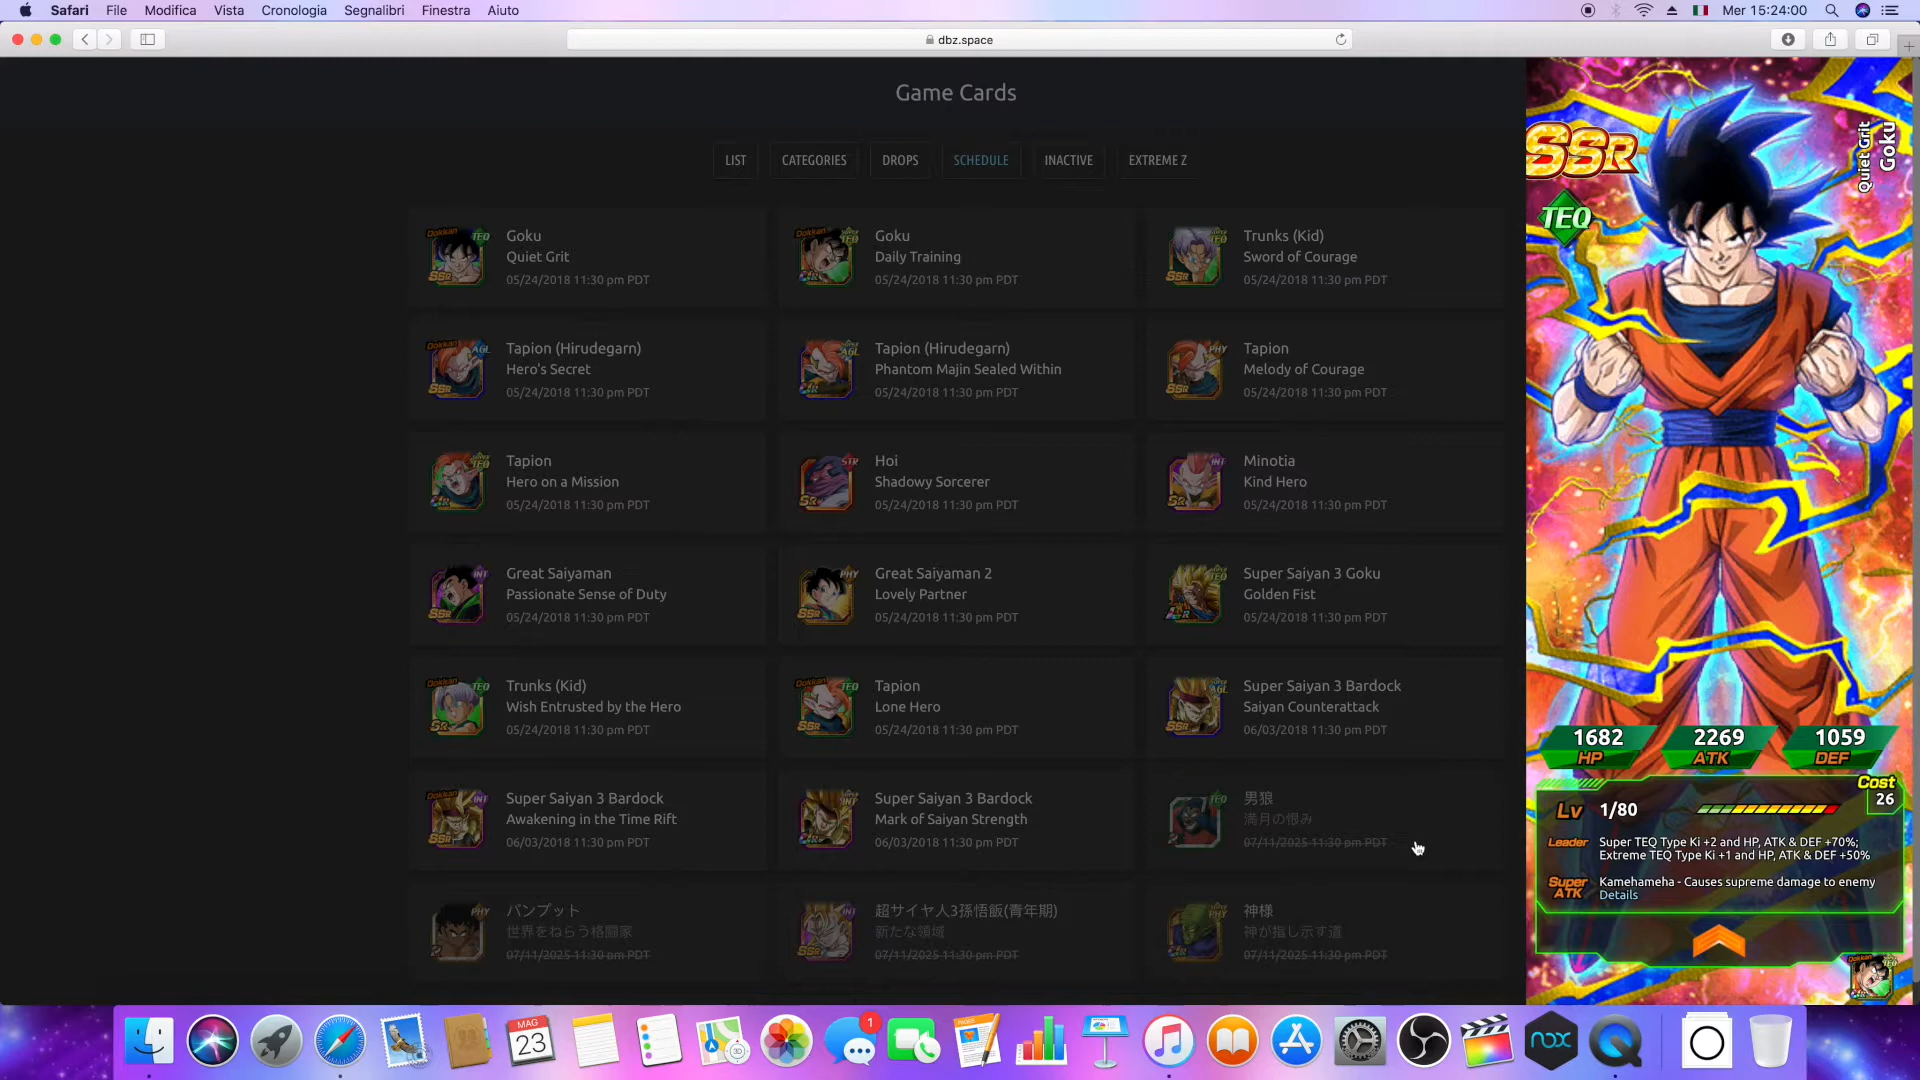 Safari File Modifica Vista Cronologia Segnalibri Finestra Aiuto Mer 15:24:00
dbz.space
Game Cards
LIST CATEGORIES DROPS SCHEDULE INACTIVE EXTREME Z
Goku
Quiet Grit
05/24/2018 11:30 pm PDT
Goku
Daily Training
05/24/2018 11:30 pm PDT
Trunks (Kid)
Sword of Courage
05/24/2018 11:30 pm PDT
Tapion (Hirudegarn)
Hero's Secret
05/24/2018 11:30 pm PDT
Tapion (Hirudegarn)
Phantom Majin Sealed Within
05/24/2018 11:30 pm PDT
Tapion
Melody of Courage
05/24/2018 11:30 pm PDT
Tapion
Hero on a Mission
05/24/2018 11:30 pm PDT
Hoi
Shadowy Sorcerer
05/24/2018 11:30 pm PDT
Minotia
Kind Hero
05/24/2018 11:30 pm PDT
Great Saiyaman
Passionate Sense of Duty
05/24/2018 11:30 pm PDT
Great Saiyaman 2
Lovely Partner
05/24/2018 11:30 pm PDT
Super Saiyan 3 Goku
Golden Fist
05/24/2018 11:30 pm PDT
Trunks (Kid)
Wish Entrusted by the Hero
05/24/2018 11:30 pm PDT
Tapion
Lone Hero
05/24/2018 11:30 pm PDT
Super Saiyan 3 Bardock
Saiyan Counterattack
06/03/2018 11:30 pm PDT
Super Saiyan 3 Bardock
Awakening in the Time Rift
06/03/2018 11:30 pm PDT
Super Saiyan 3 Bardock
Mark of Saiyan Strength
06/03/2018 11:30 pm PDT
男狼
満月の恨み
07/11/2025 11:30 pm PDT
パンプット
世界をねらう格闘家
07/11/2025 11:30 am PDT
超サイヤ人3孫悟飯(青年期)
新たな領域
07/11/2025 11:30 pm PDT
神様
神が指し示す道
07/11/2025 11:30 pm PDT
SSR
TEQ
Quiet Grit
Goku
1682 HP
2269 ATK
1059 DEF
Cost 26
Lv 1/80
Leader Super TEQ Type Ki +2 and HP, ATK & DEF +70%;
Extreme TEQ Type Ki +1 and HP, ATK & DEF +50%
Super ATK Kamehameha - Causes supreme damage to enemy
Details
MAG
23
1
nox